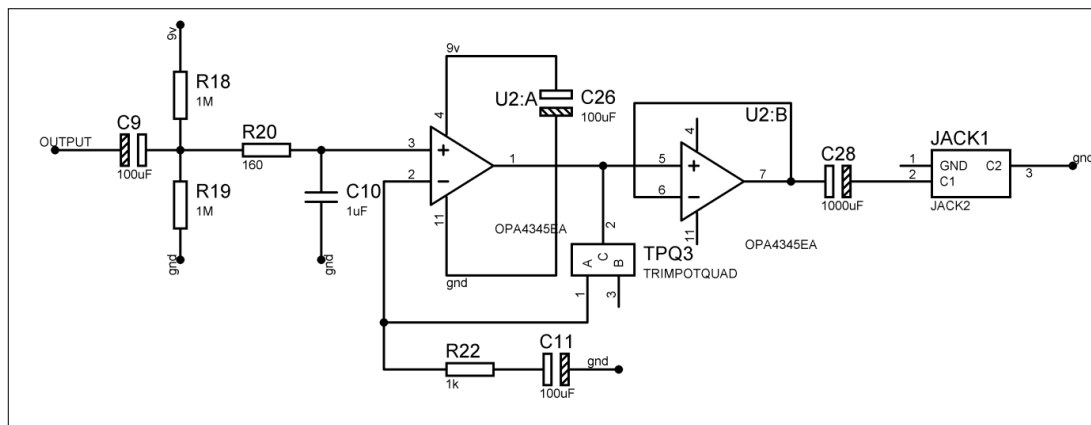 9v
R18
1M
C9
OUTPUT
100uF
R20
160
R19
1M
gnd
C10
1uF
gnd
9v
4
3
2
1
11
gnd
U2:A
C26
100uF
OPA4345EA
U2:B
4
5
6
7
11
OPA4345EA
C28
1000uF
JACK1
1
GND
C2
2
C1
3
gnd
JACK2
2
C
A
B
1
3
TPQ3
TRIMPOTQUAD
R22
1k
C11
100uF
gnd